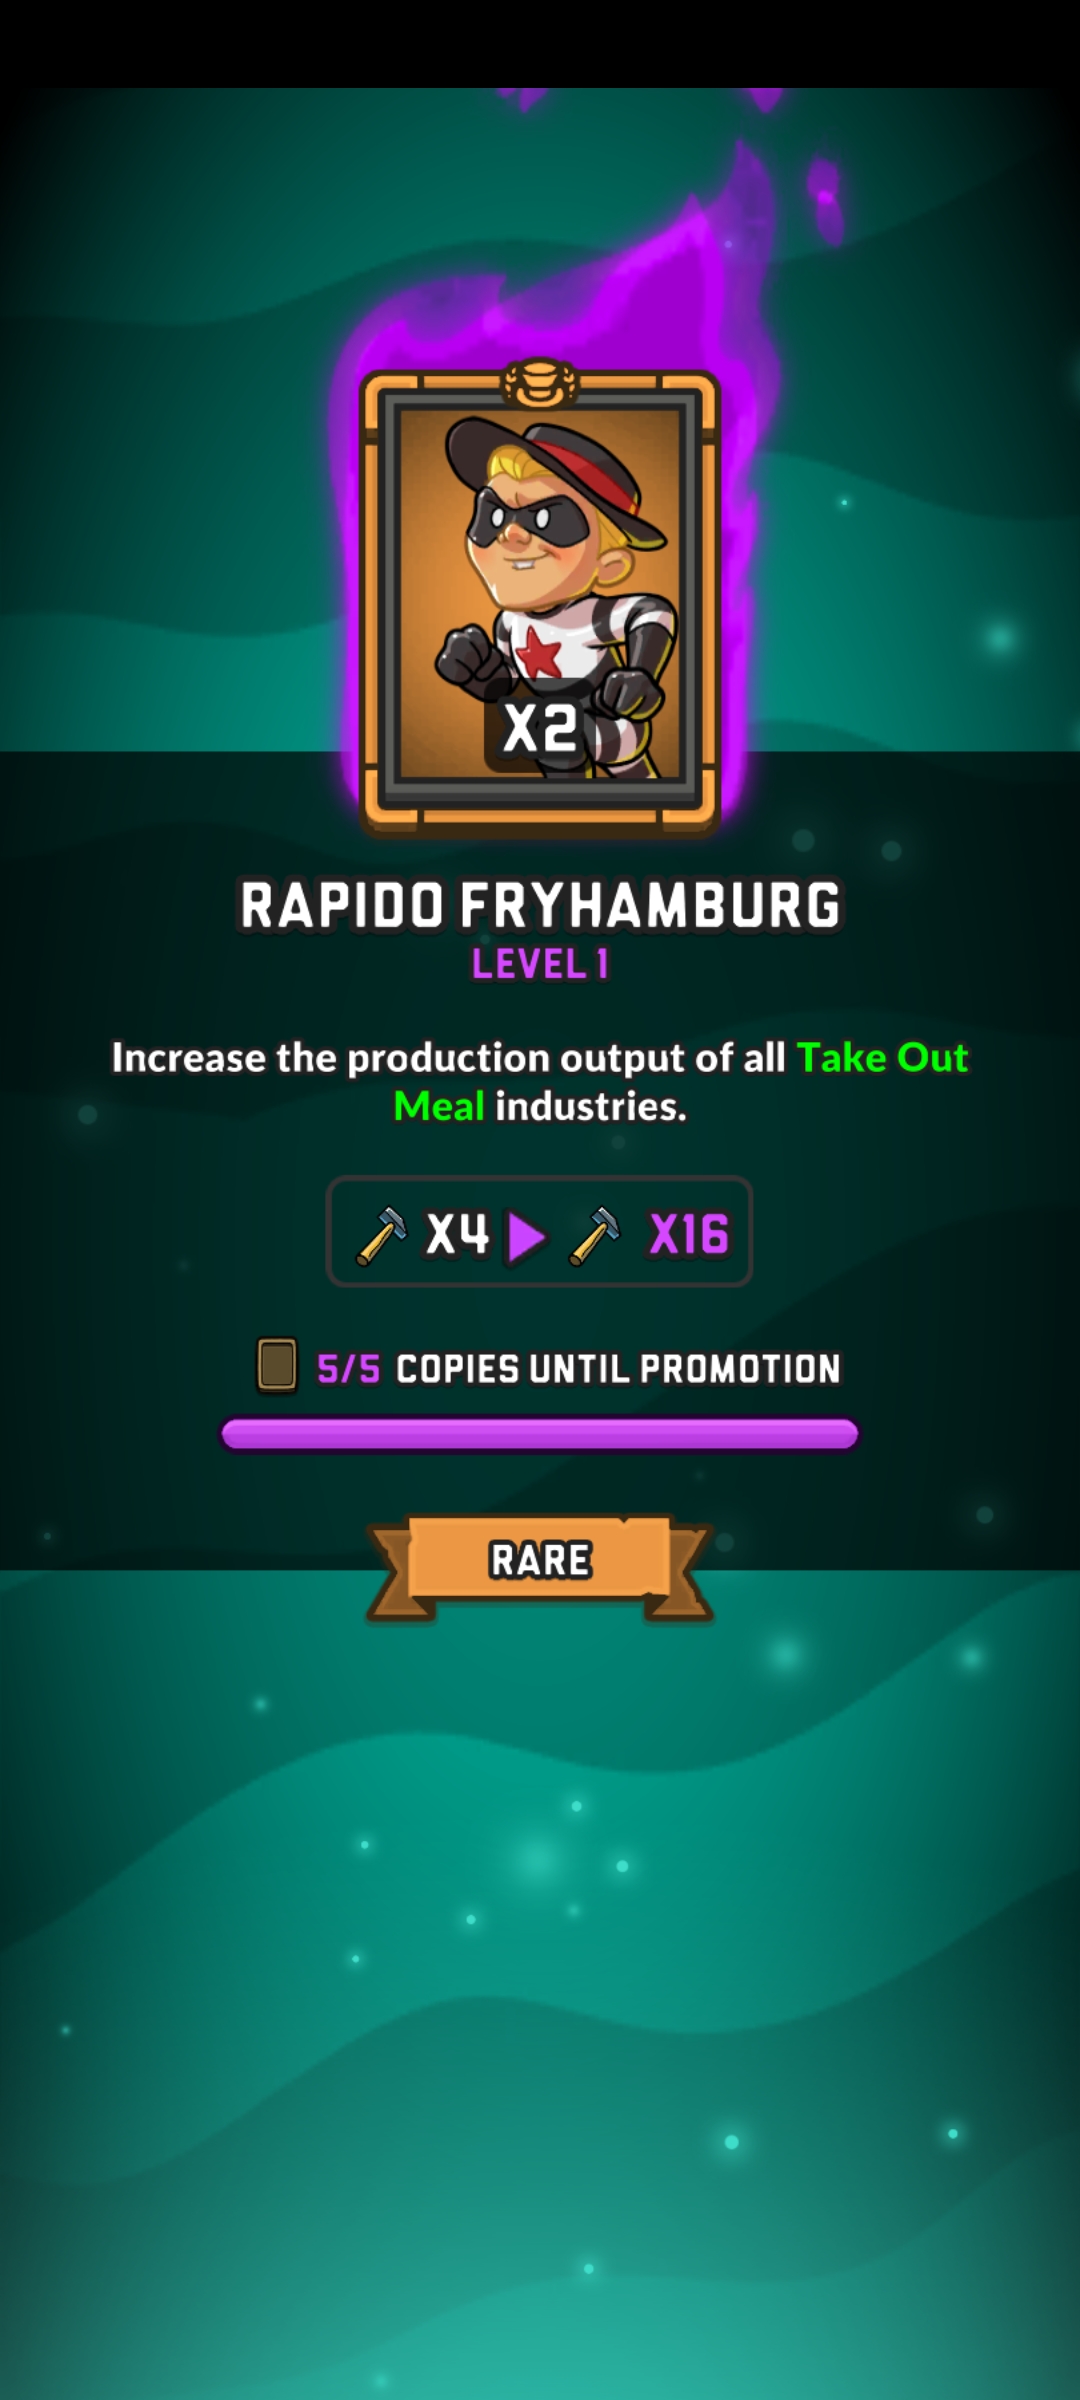 X2
RAPIDO FRYHAMBURG
LEVEL 1
Increase the production output of all Take Out
Meal industries.
X4 X16
5/5 COPIES UNTIL PROMOTION
RARE